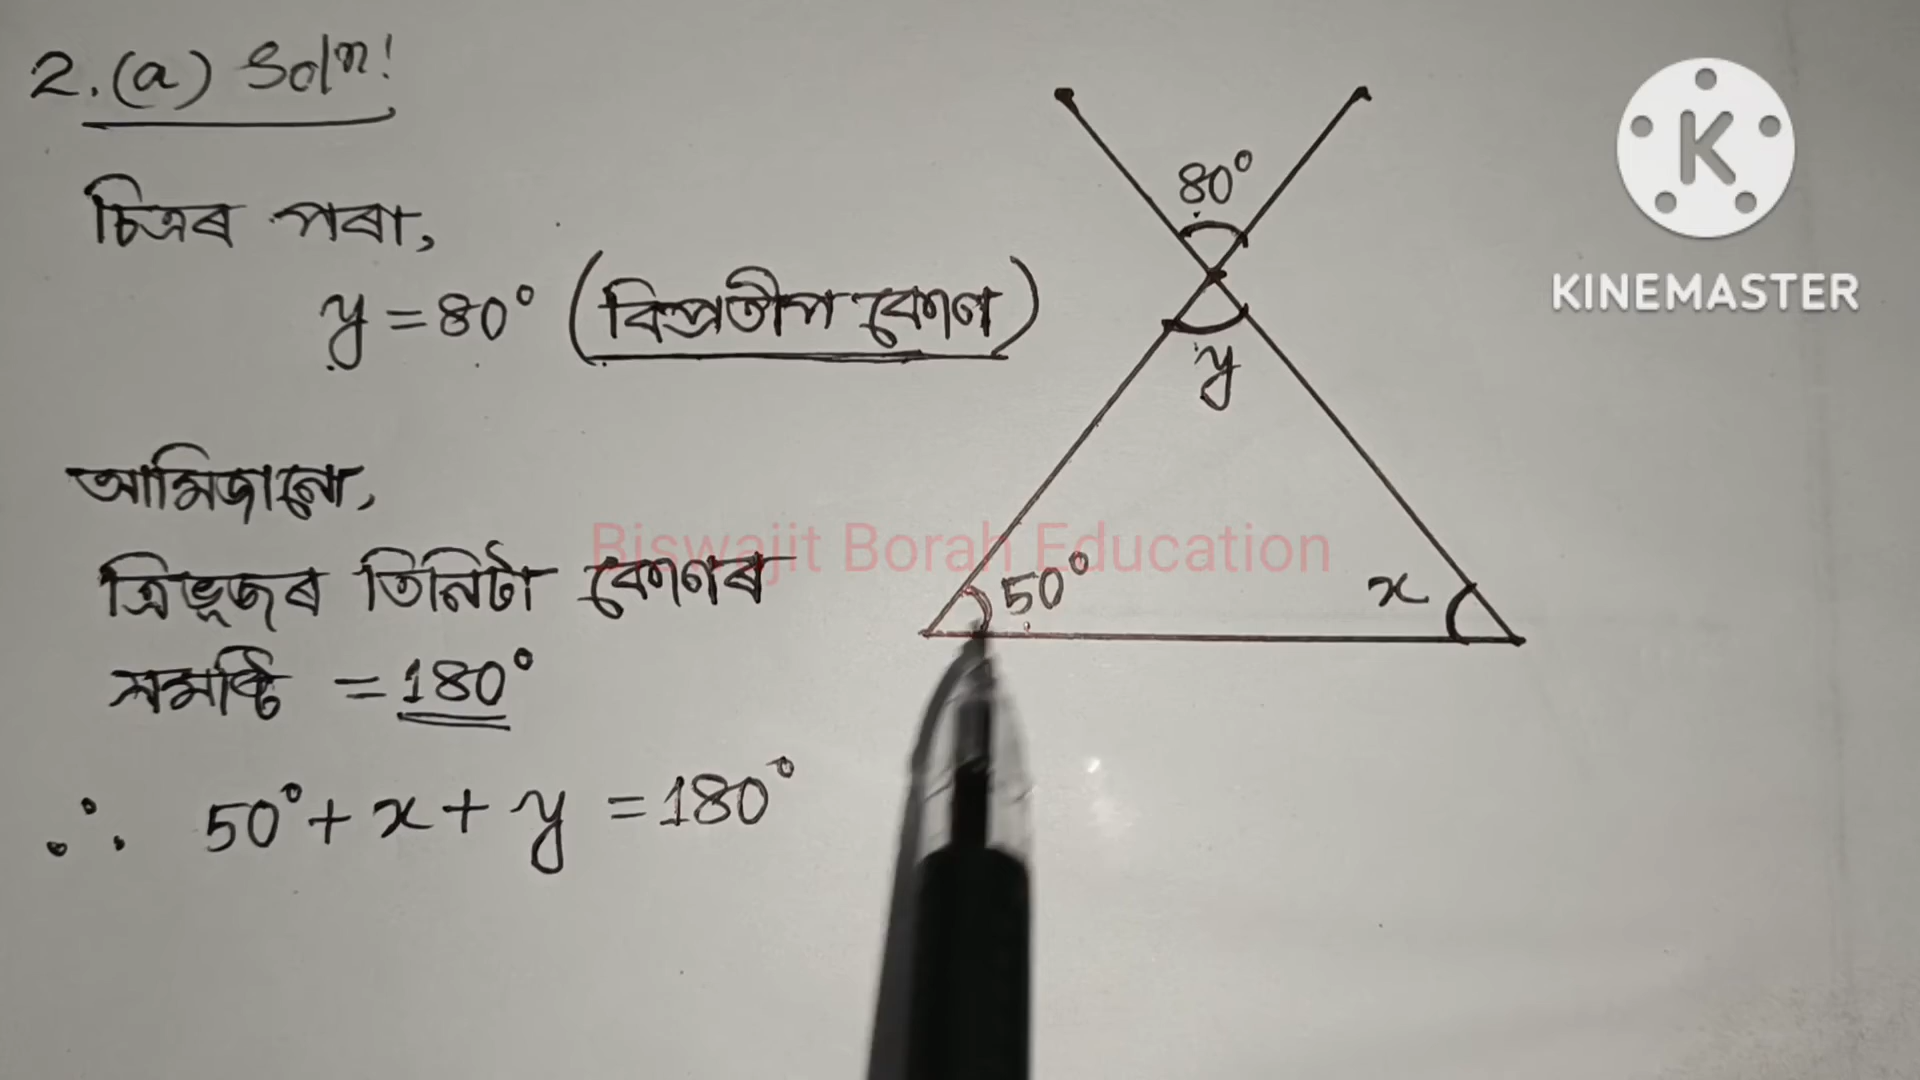 2. (a) Solⁿ!
চিত্ৰৰ পৰা,
y = 80° (বিপ্ৰতীপ কোণ)
আমি জানো,
ত্ৰিভূজৰ তিনিটা কোণৰ
সমষ্টি = 180°
∴ 50° + x + y = 180°
80°
y
50°
x
K
KINEMASTER
Biswajit Borah Education